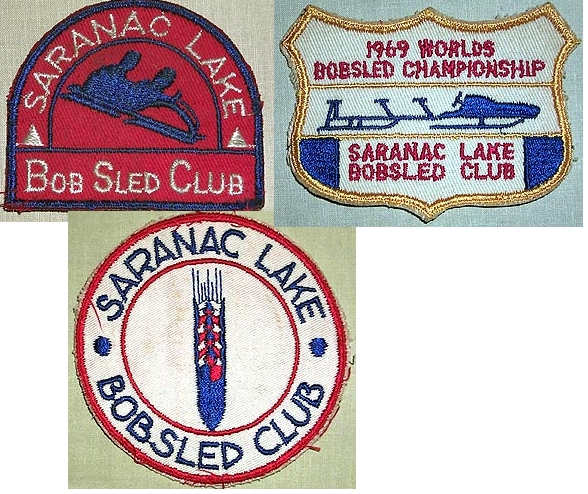 SARANAC LAKE
BOB SLED CLUB
1969 WORLDS
BOBSLED CHAMPIONSHIP
SARANAC LAKE
BOBSLED CLUB
SARANAC LAKE
BOBSLED CLUB